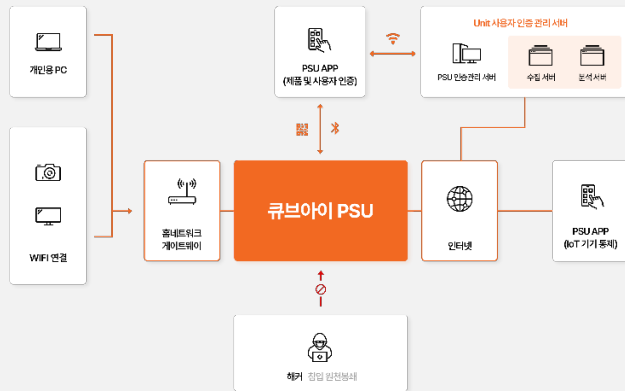 Unit 사용자 인증 관리 서버
개인용 PC
PSU APP
(제품 및 사용자 인증)
PSU 인증관리 서버
수집 서버
분석 서버
WIFI 연결
홈네트워크
게이트웨이
큐브아이 PSU
인터넷
PSU APP
(IoT 기기 통제)
해커 침입 원천봉쇄